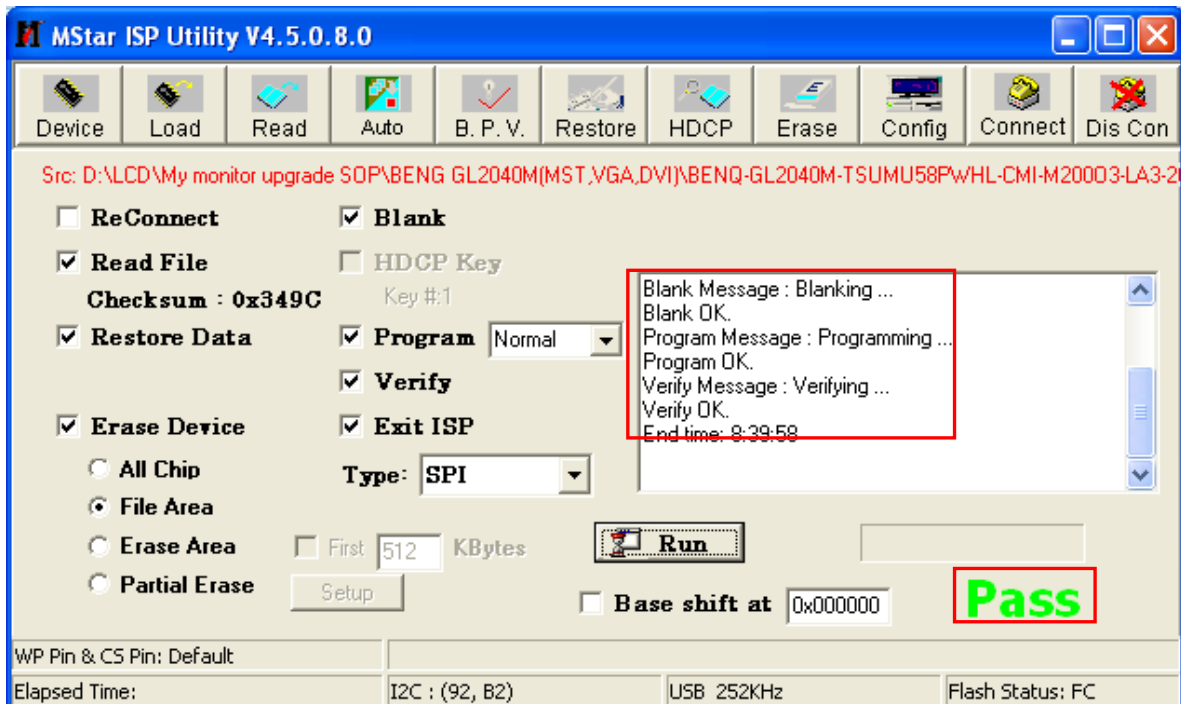 MStar ISP Utility V4.5.0.8.0
Device Load Read Auto B. P. V. Restore HDCP Erase Config Connect Dis Con
Src: D:\LCD\My monitor upgrade SOP\BENG GL2040M(MST,VGA,DVI)\BENQ-GL2040M-TSUMU58PWHL-CMI-M200O3-LA3-2
ReConnect
Blank
Read File
HDCP Key
Checksum : 0x349C
Key #:1
Restore Data
Program Normal
Verify
Erase Device
Exit ISP
All Chip
Type: SPI
File Area
Erase Area
First 512 KBytes
Partial Erase
Setup
Blank Message : Blanking ...
Blank OK.
Program Message : Programming ...
Program OK.
Verify Message : Verifying ...
Verify OK.
End time: 8:39:58
Run
Base shift at 0x000000
Pass
WP Pin & CS Pin: Default
Elapsed Time:
I2C : (92, B2)
USB 252KHz
Flash Status: FC